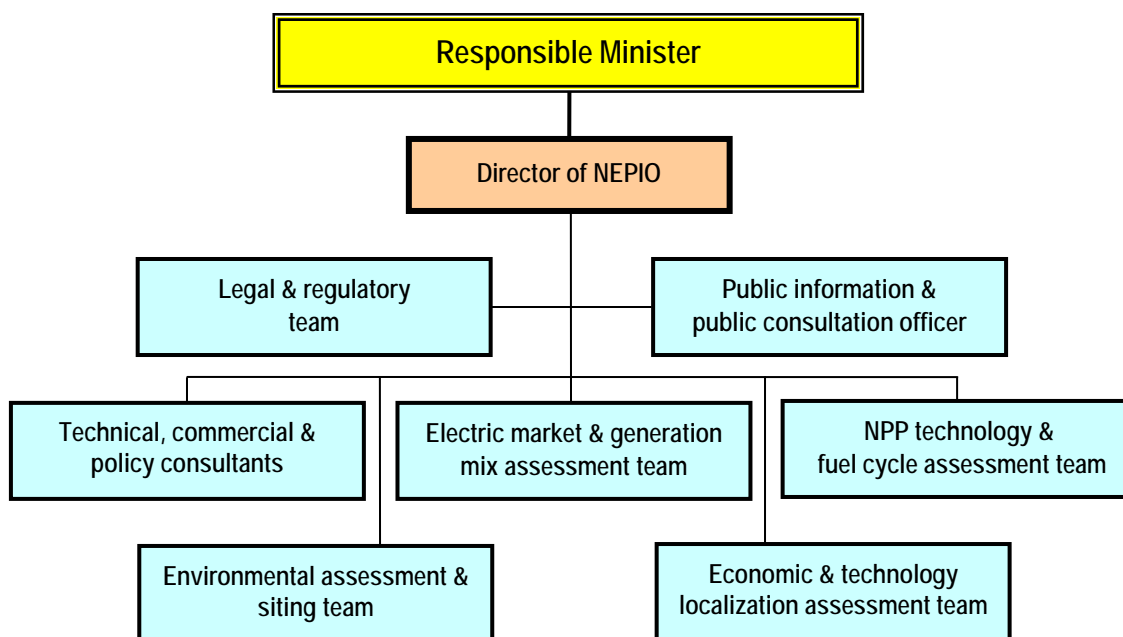 Responsible Minister
Director of NEPIO
Legal & regulatory
team
Public information &
public consultation officer
Technical, commercial &
policy consultants
Electric market & generation
mix assessment team
NPP technology &
fuel cycle assessment team
Environmental assessment &
siting team
Economic & technology
localization assessment team